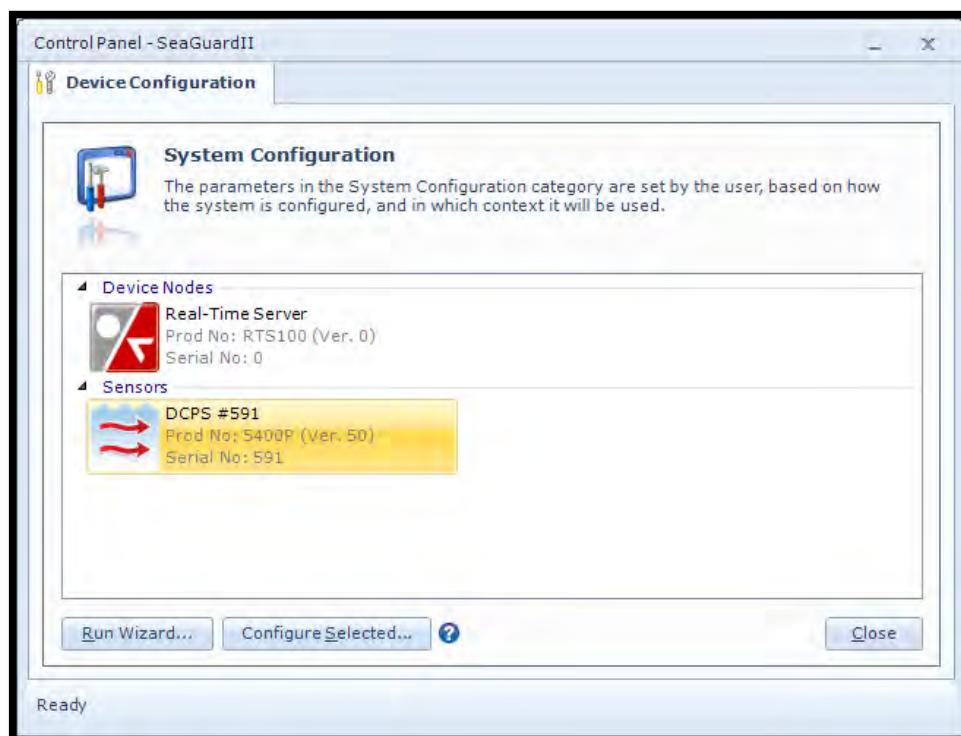 Control Panel - SeaGuardII
Device Configuration
System Configuration
The parameters in the System Configuration category are set by the user, based on how
the system is configured, and in which context it will be used.
Device Nodes
Real-Time Server
Prod No: RTS100 (Ver. 0)
Serial No: 0
Sensors
DCPS #591
Prod No: 5400P (Ver. 50)
Serial No: 591
Run Wizard...
Configure Selected...
Close
Ready